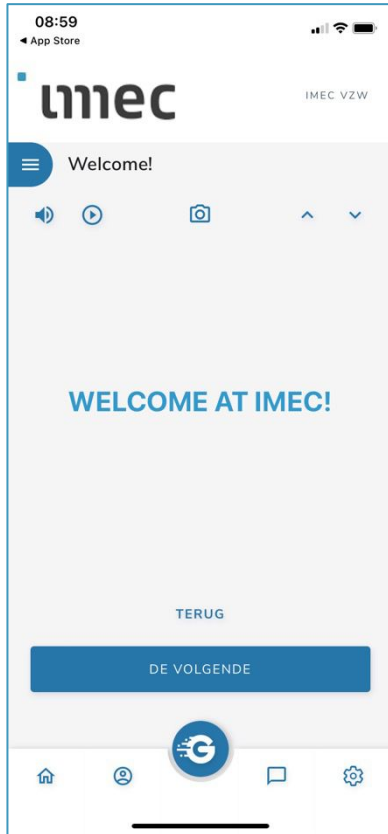 08:59
◀ App Store
imec
IMEC VZW
Welcome!
WELCOME AT IMEC!
TERUG
DE VOLGENDE
G